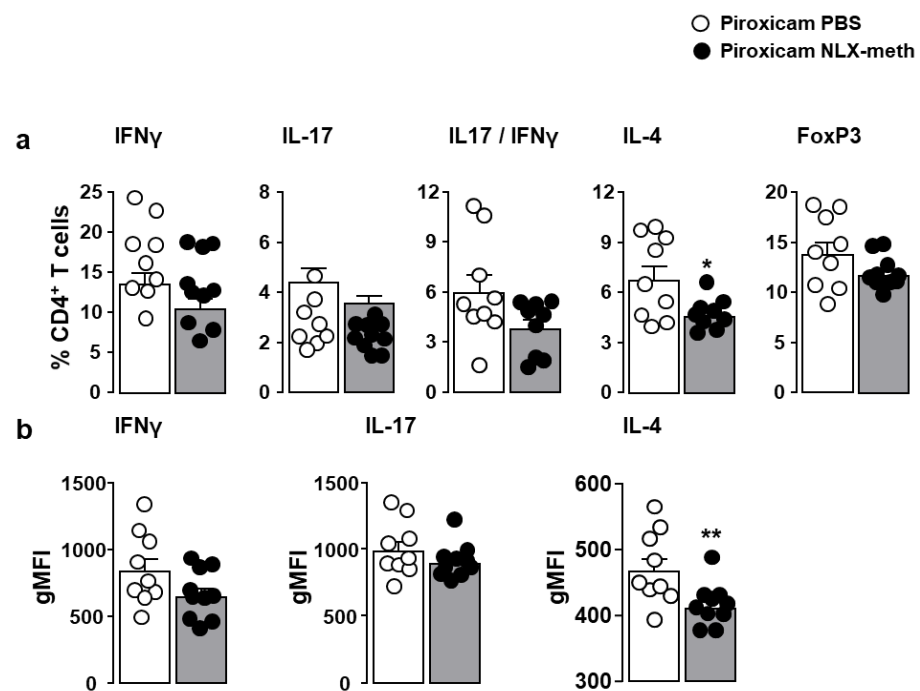 Piroxicam PBS
Piroxicam NLX-meth
a
IFNγ
IL-17
IL17 / IFNγ
IL-4
FoxP3
% CD4+ T cells
25
20
15
10
5
0
8
6
4
2
0
12
9
6
3
0
12
9
6
3
0
*
20
15
10
5
0
b
IFNγ
IL-17
IL-4
gMFI
1500
1000
500
0
gMFI
1500
1000
500
0
gMFI
600
500
400
300
**